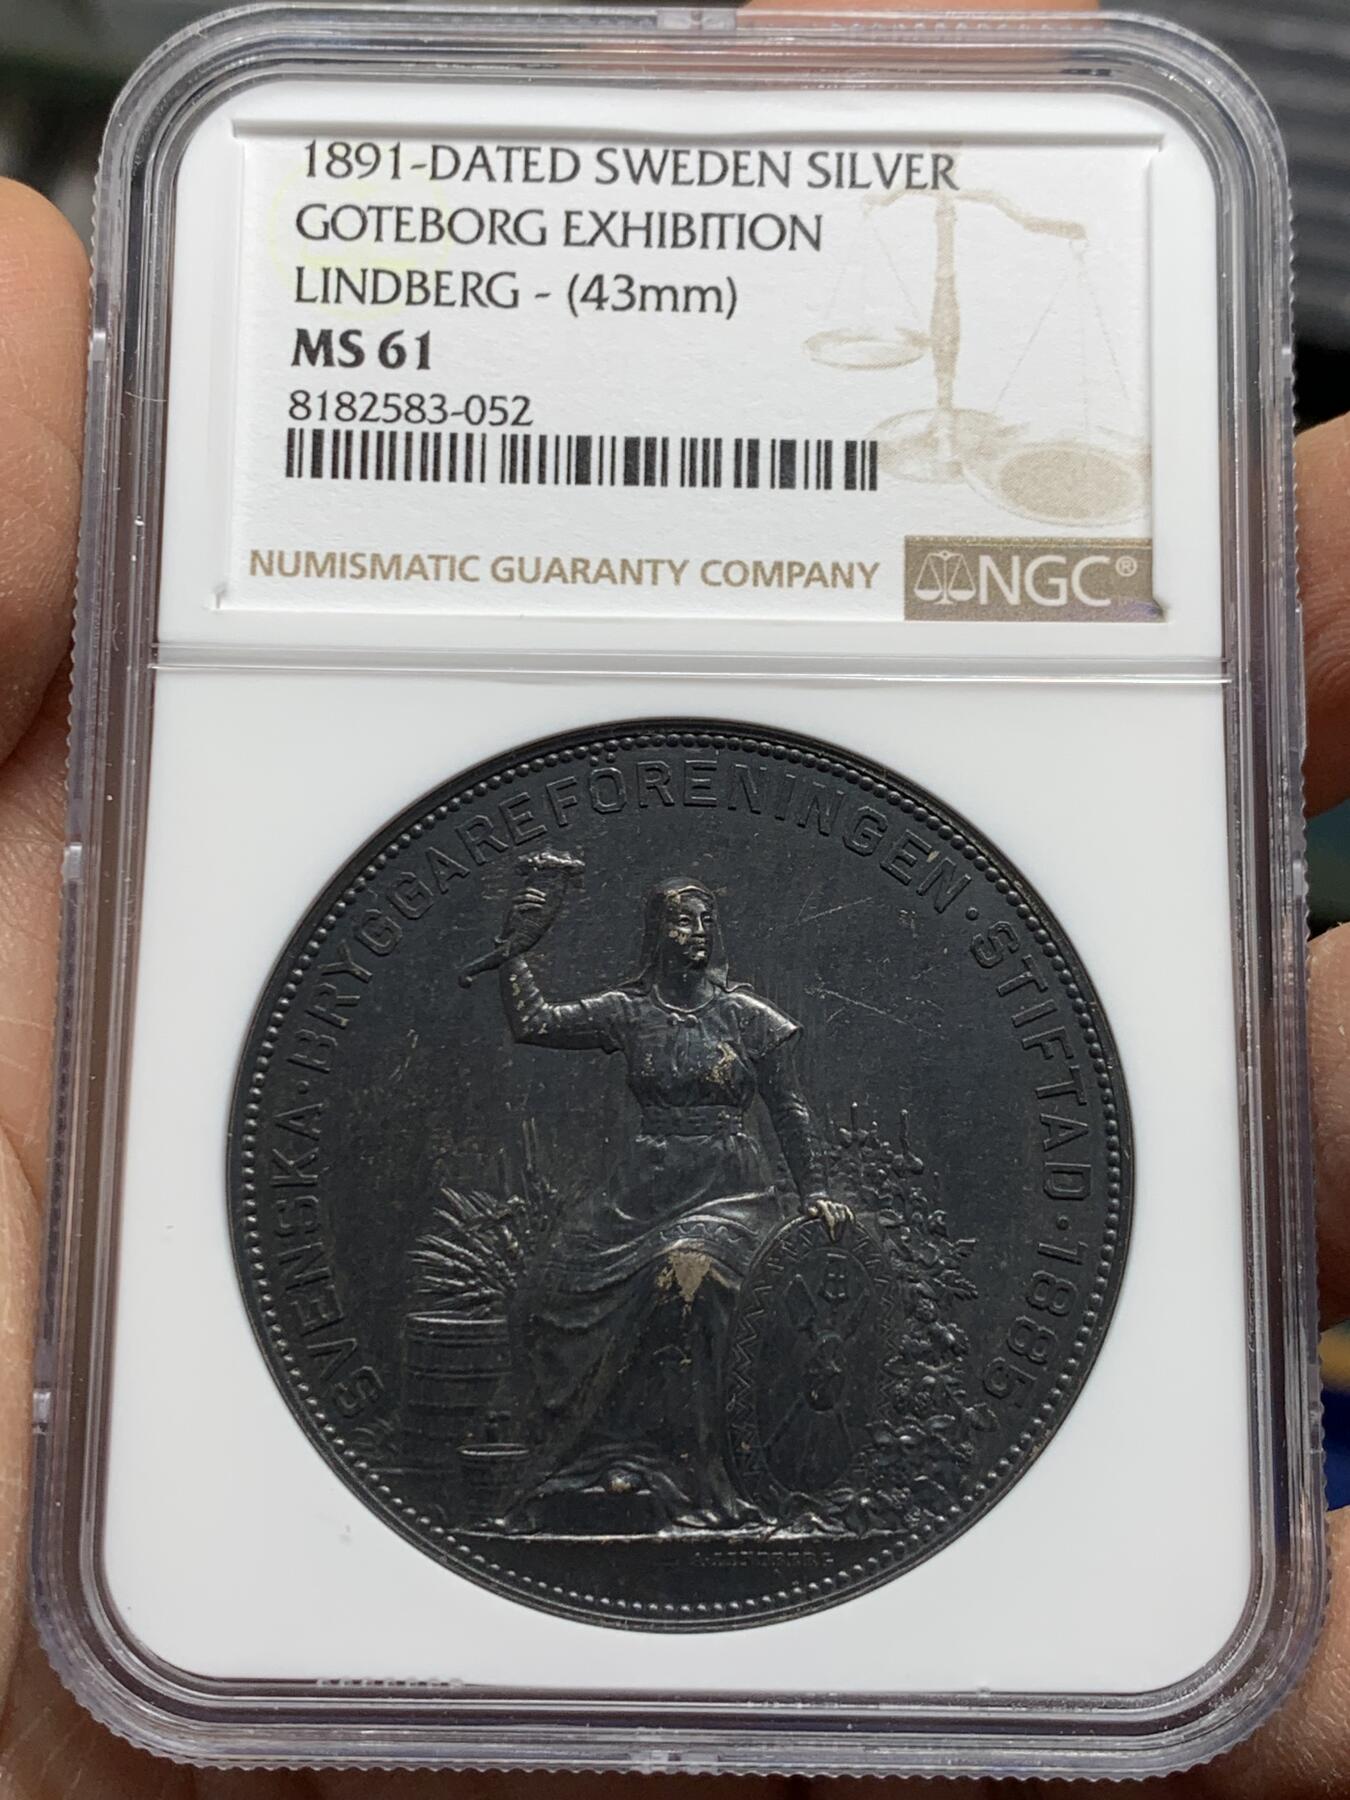 1891-DATED SWEDEN SILVER
GOTEBORG EXHIBITION
LINDBERG - (43mm)
MS 61
8182583-052
NUMISMATIC GUARANTY COMPANY
NGC®
SVENSKA · BRYGGAREFÖRENINGEN · STIFTAD · 1885
A. LINDBERG